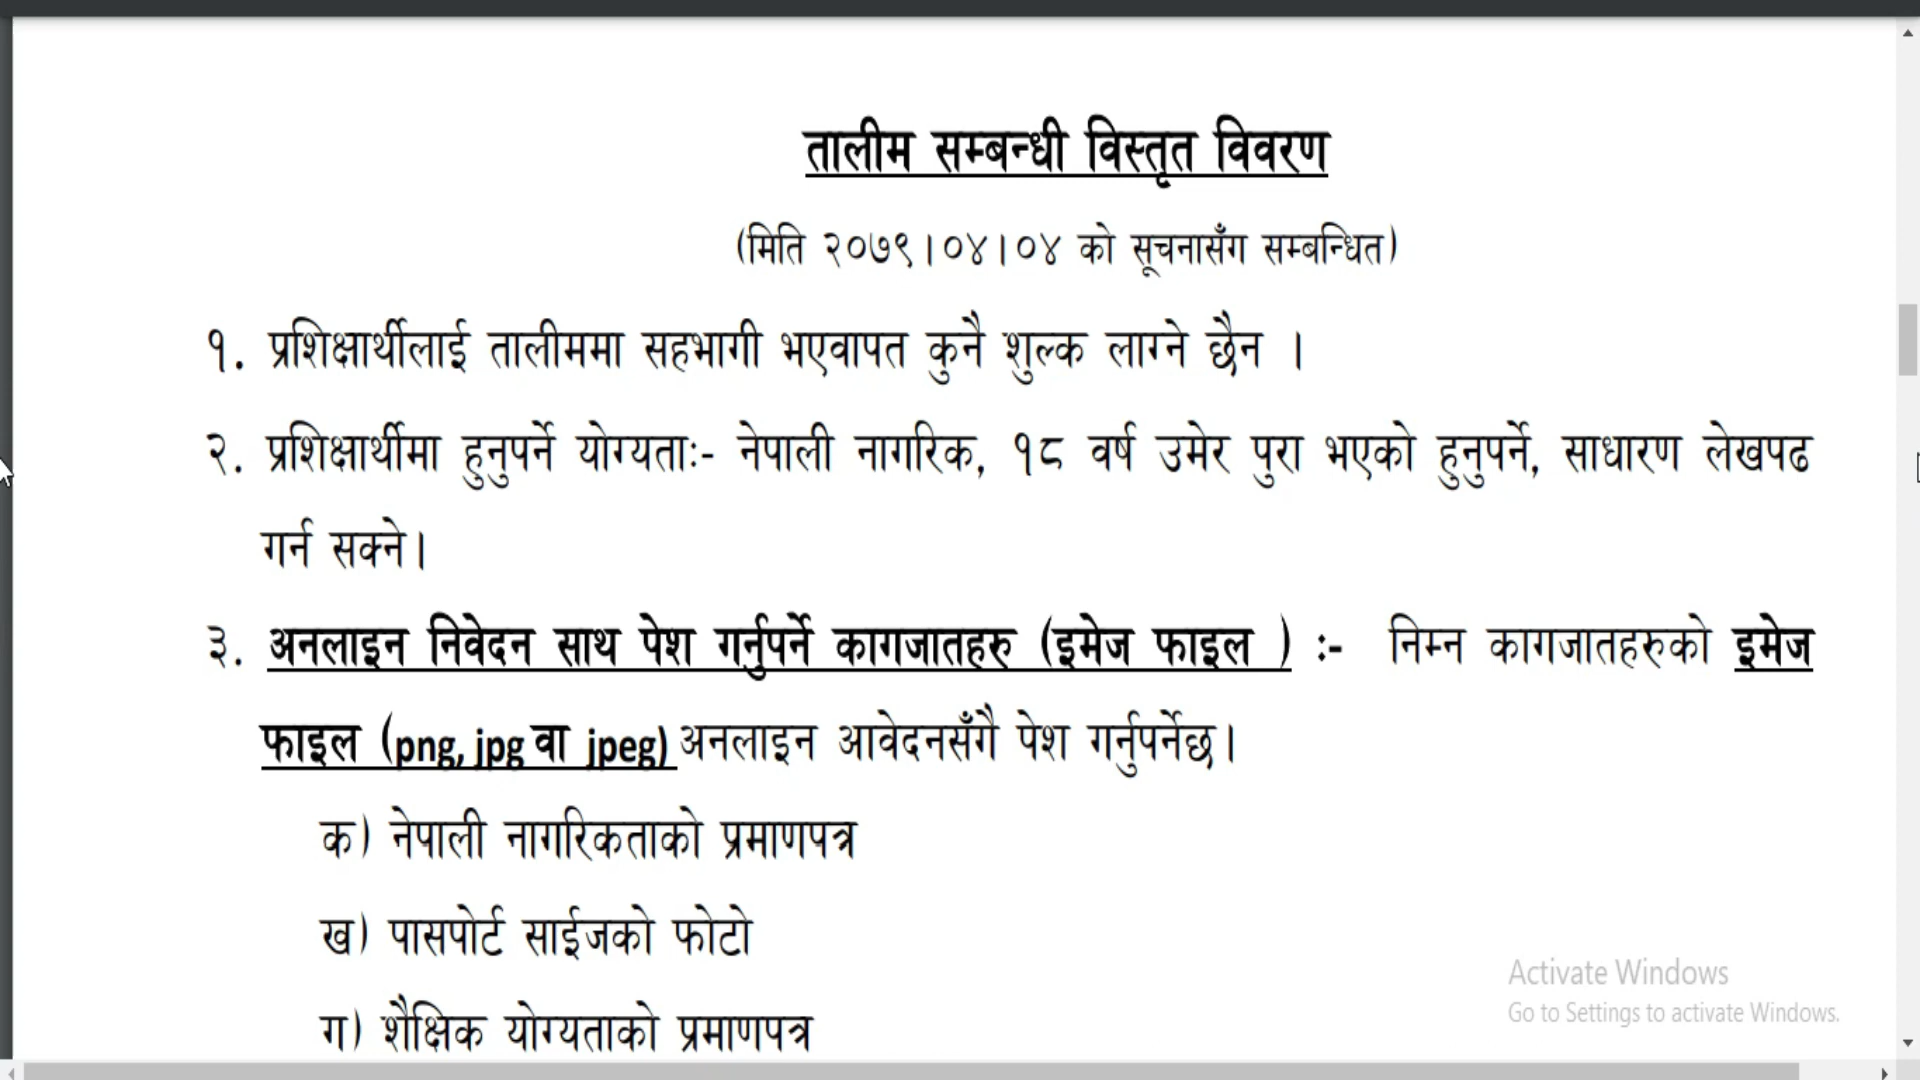 तालीम सम्बन्धी विस्तृत विवरण
(मिति २०७९।०४।०४ को सूचनासँग सम्बन्धित)
१. प्रशिक्षार्थीलाई तालीममा सहभागी भएवापत कुनै शुल्क लाग्ने छैन ।
२. प्रशिक्षार्थीमा हुनुपर्ने योग्यताः- नेपाली नागरिक, १८ वर्ष उमेर पुरा भएको हुनुपर्ने, साधारण लेखपढ
गर्न सक्ने।
३. अनलाइन निवेदन साथ पेश गर्नुपर्ने कागजातहरु (इमेज फाइल ) :- निम्न कागजातहरुको इमेज
फाइल (png, jpg वा jpeg) अनलाइन आवेदनसँगै पेश गर्नुपर्नेछ।
क) नेपाली नागरिकताको प्रमाणपत्र
ख) पासपोर्ट साईजको फोटो
ग) शैक्षिक योग्यताको प्रमाणपत्र
Activate Windows
Go to Settings to activate Windows.